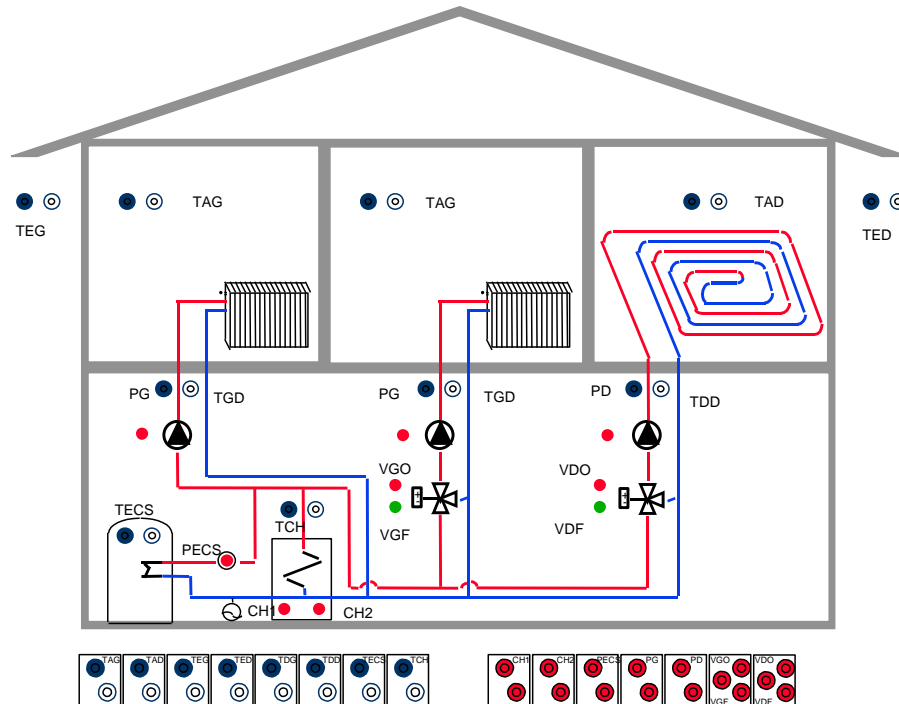 TAG
TAG
TAD
TEG
TED
PG
TGD
PG
TGD
PD
TDD
VGO
VDO
VGF
VDF
TECS
TCH
PECS
CH1
CH2
TAG TAD TEG TED TDG TDD TECS TCH
CH1 CH2 PECS PG PD VGO VDO
VGF VDF